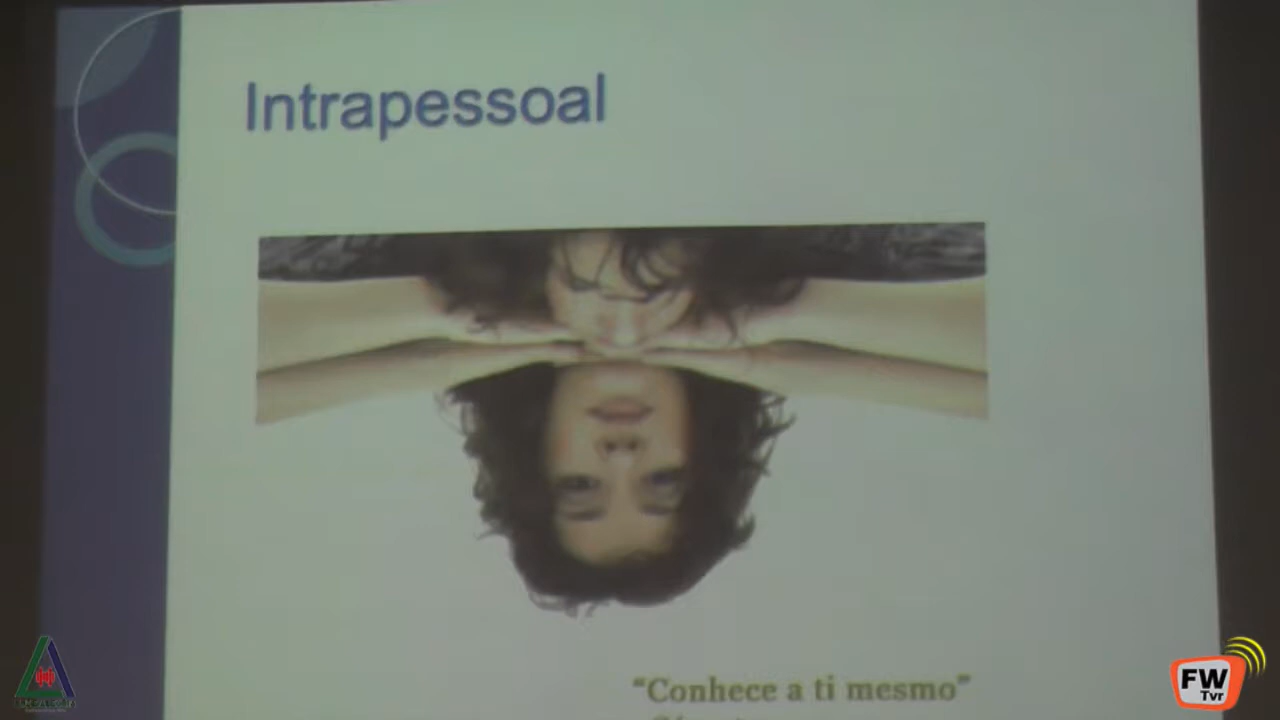 Intrapessoal
“Conhece a ti mesmo”
FW
Tvr